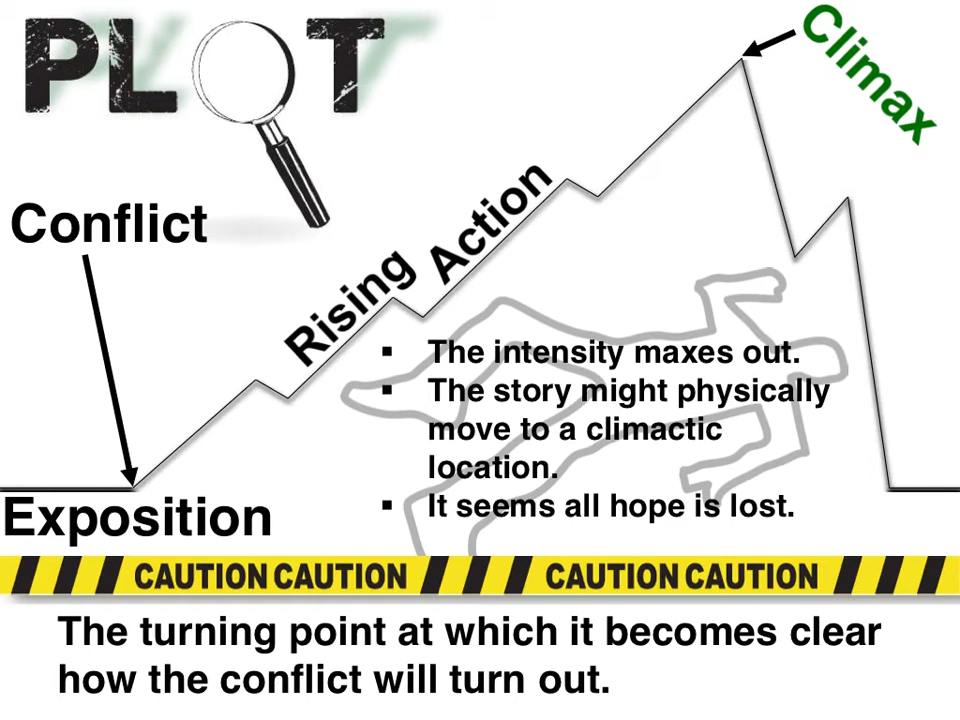 PLOT
Climax
Conflict
Rising Action
▪ The intensity maxes out.
▪ The story might physically
move to a climactic
location.
▪ It seems all hope is lost.
Exposition
CAUTION CAUTION CAUTION CAUTION
The turning point at which it becomes clear
how the conflict will turn out.